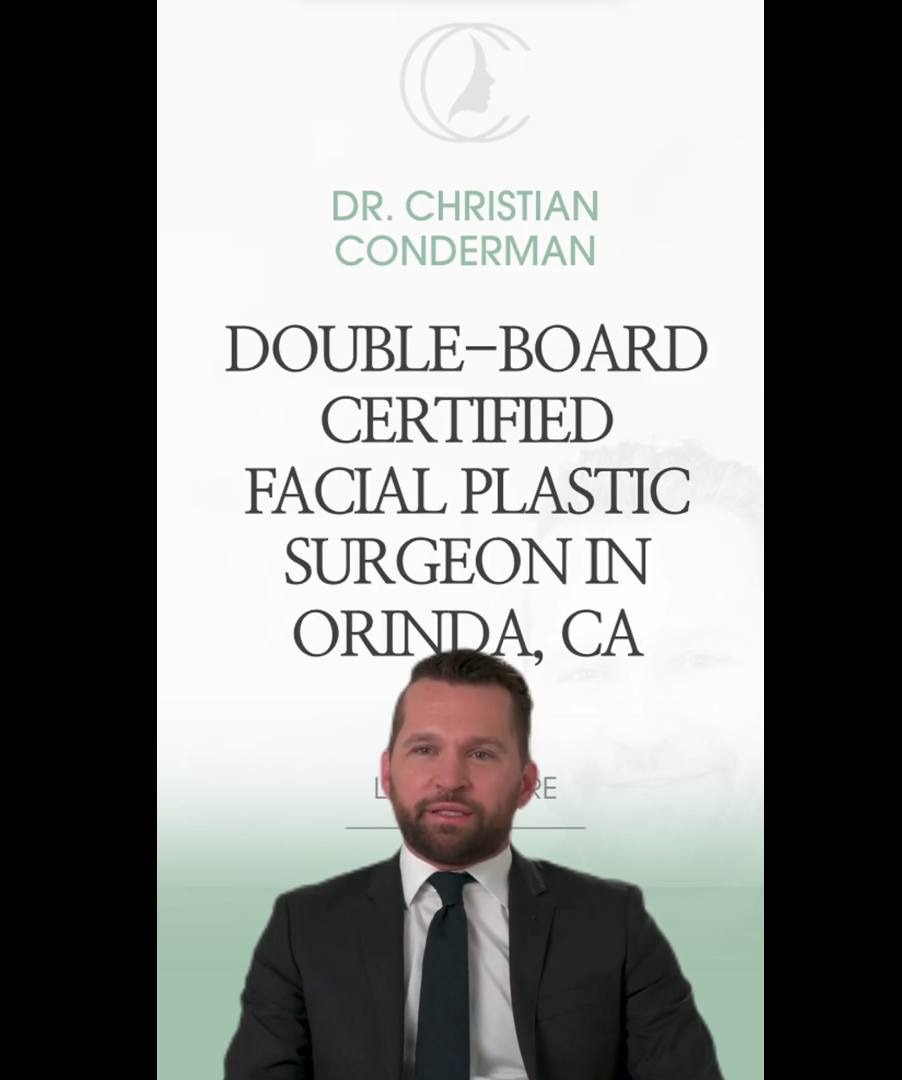 DR. CHRISTIAN
CONDERMAN
DOUBLE-BOARD
CERTIFIED
FACIAL PLASTIC
SURGEON IN
ORINDA, CA